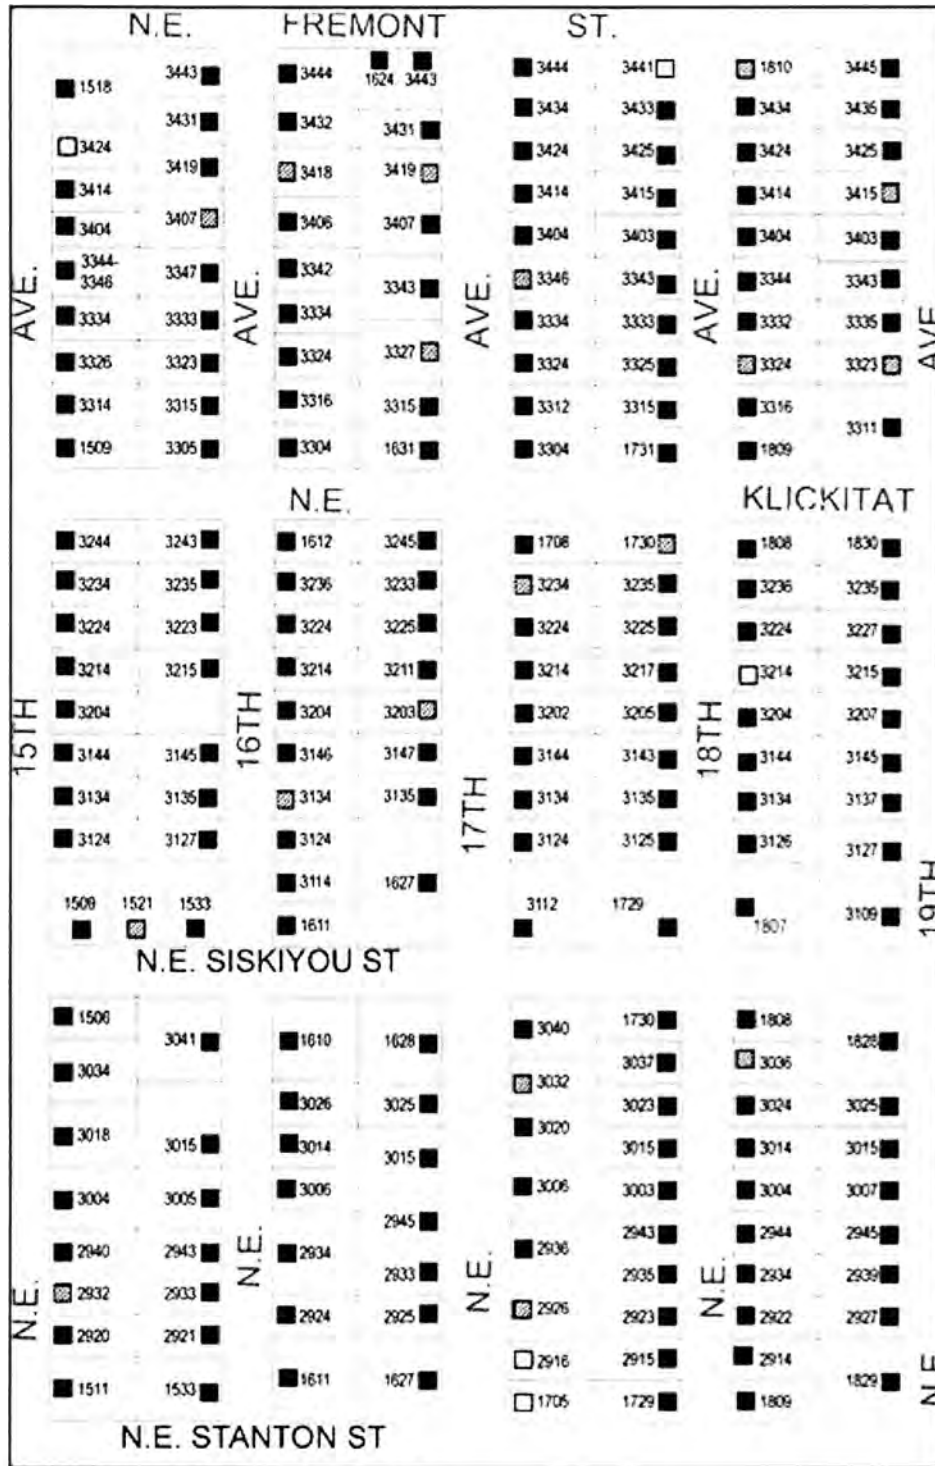 N.E. FREMONT ST.
3443 3444 1624 3443 3444 3441 1810 3445
1518
3431 3432 3431 3434 3433 3434 3435
3424 3419 3418 3419 3424 3425 3424 3425
3414 3407 3406 3407 3414 3415 3414 3415
3404 3404 3403 3404 3403
3344-
3346 3347 3342 3343 3346 3343 3344 3343
AVE. AVE. AVE. AVE. AVE
3334 3333 3334 3334 3333 3332 3335
3326 3323 3324 3327 3324 3325 3324 3323
3314 3315 3316 3315 3312 3315 3316 3311
1509 3305 3304 1631 3304 1731 1809
N.E. KLICKITAT
3244 3243 1612 3245 1708 1730 1808 1830
3234 3235 3236 3233 3234 3235 3236 3235
3224 3223 3224 3225 3224 3225 3224 3227
3214 3215 3214 3211 3214 3217 3214 3215
3204 3204 3203 3202 3205 3204 3207
15TH 16TH 17TH 18TH 19TH
3144 3145 3146 3147 3144 3143 3144 3145
3134 3135 3134 3135 3134 3135 3134 3137
3124 3127 3124 3124 3125 3126 3127
3114 1627
1509 1521 1533 1611 3112 1729 1807 3109
N.E. SISKIYOU ST
1506 3041 1610 1628 3040 1730 1808 1828
3034 3026 3025 3032 3037 3036
3023 3024 3025
3018 3015 3014 3015 3020 3015 3014 3015
3004 3005 3006 2945 3006 3003 3004 3007
2940 2943 2934 2933 2936 2943 2944 2945
N.E. N.E. N.E. N.E. N.E
2932 2933 2935 2934 2939
2920 2921 2924 2925 2926 2923 2922 2927
2916 2915 2914
1511 1533 1611 1627 1705 1729 1809 1829
N.E. STANTON ST